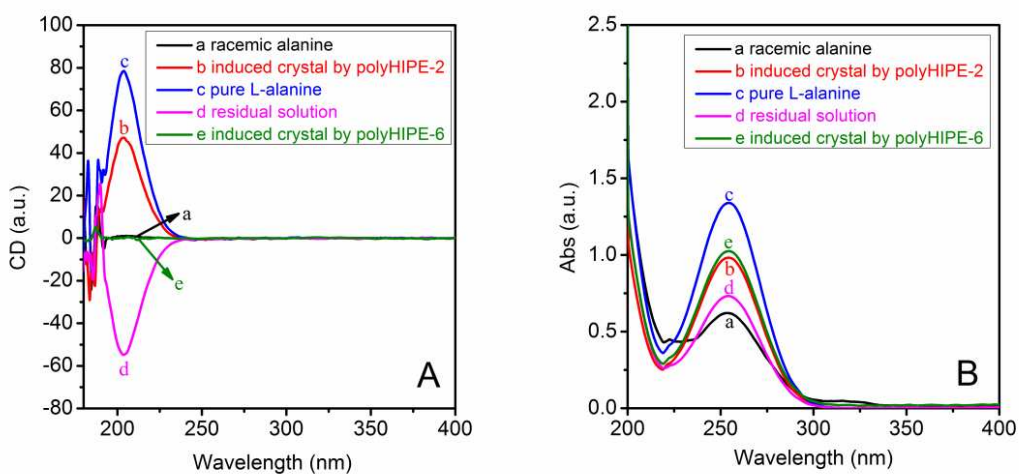 100
80
60
40
20
0
-20
-40
-60
-80
CD (a.u.)
200 250 300 350 400
Wavelength (nm)
a racemic alanine
b induced crystal by polyHIPE-2
c pure L-alanine
d residual solution
e induced crystal by polyHIPE-6
c
b
a
e
d
A
2.5
2.0
1.5
1.0
0.5
0.0
Abs (a.u.)
200 250 300 350 400
Wavelength (nm)
a racemic alanine
b induced crystal by polyHIPE-2
c pure L-alanine
d residual solution
e induced crystal by polyHIPE-6
c
e
b
d
a
B